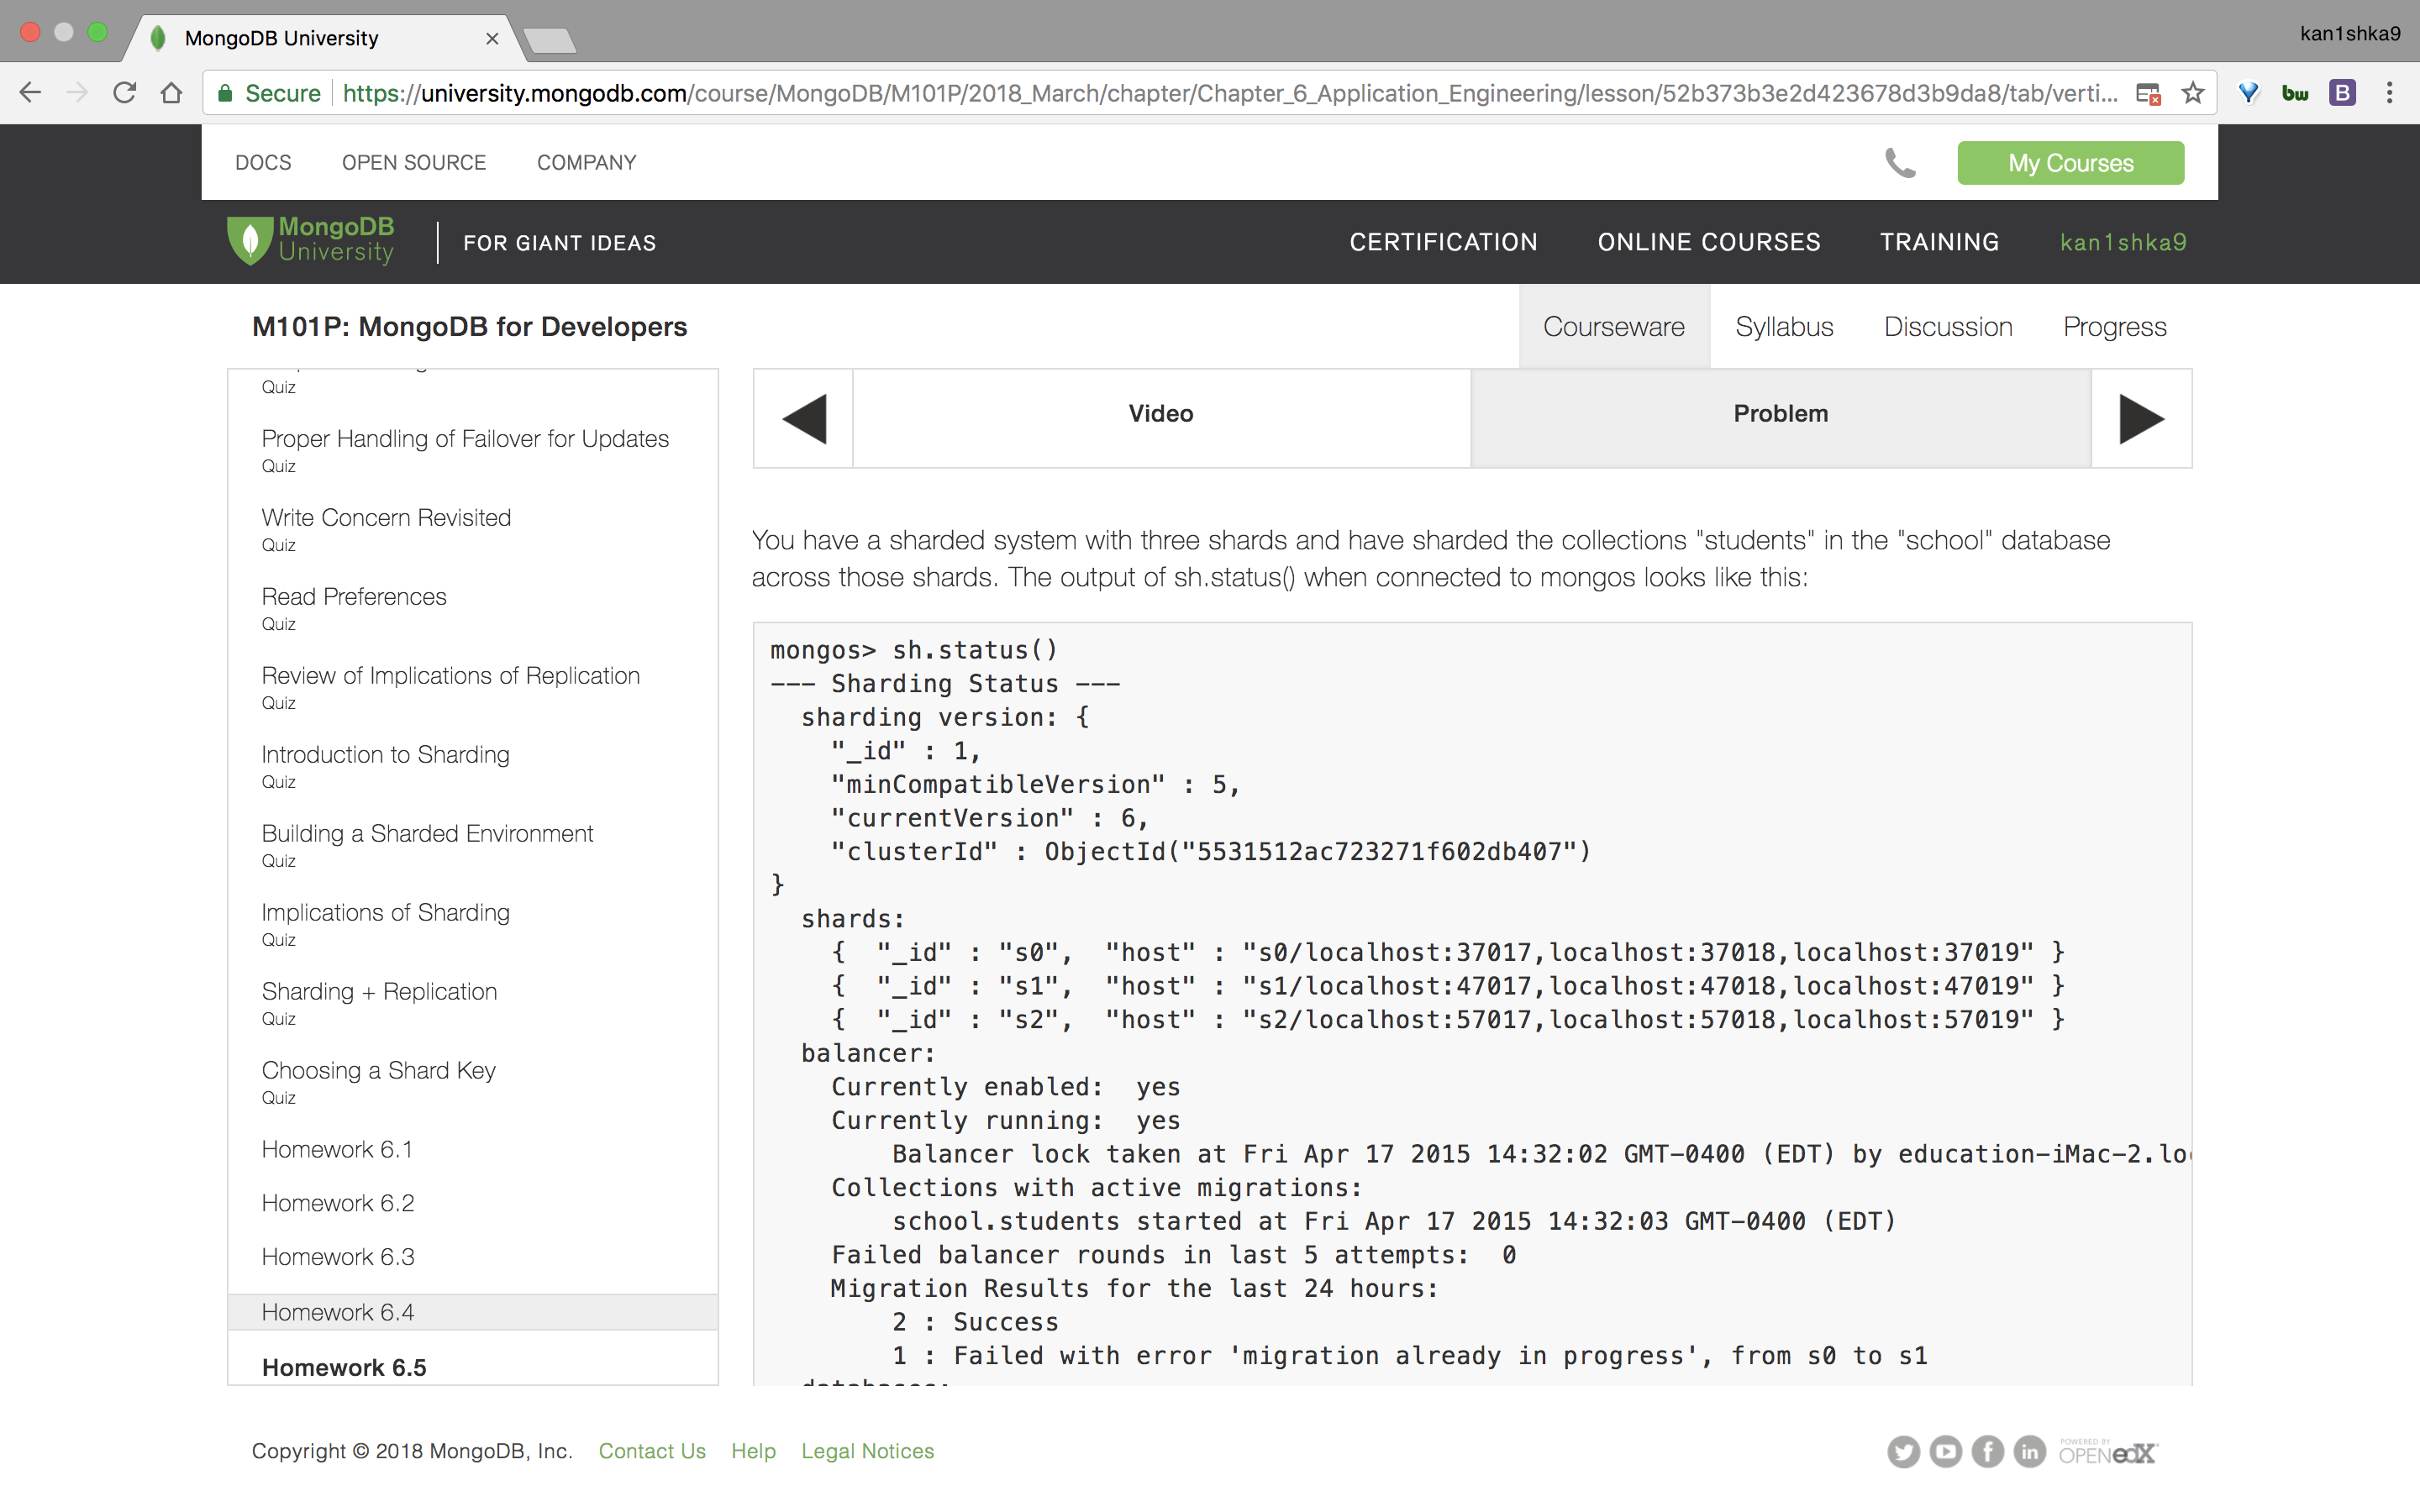 MongoDB University
kan1shka9
Secure https://university.mongodb.com/course/MongoDB/M101P/2018_March/chapter/Chapter_6_Application_Engineering/lesson/52b373b3e2d423678d3b9da8/tab/verti...
bw
B
DOCS OPEN SOURCE COMPANY
My Courses
MongoDB
University
FOR GIANT IDEAS
CERTIFICATION ONLINE COURSES TRAINING kan1shka9
M101P: MongoDB for Developers
Courseware Syllabus Discussion Progress
Quiz
Proper Handling of Failover for Updates
Quiz
Write Concern Revisited
Quiz
Read Preferences
Quiz
Review of Implications of Replication
Quiz
Introduction to Sharding
Quiz
Building a Sharded Environment
Quiz
Implications of Sharding
Quiz
Sharding + Replication
Quiz
Choosing a Shard Key
Quiz
Homework 6.1
Homework 6.2
Homework 6.3
Homework 6.4
Homework 6.5
Video
Problem
You have a sharded system with three shards and have sharded the collections "students" in the "school" database
across those shards. The output of sh.status() when connected to mongos looks like this:
mongos> sh.status()
--- Sharding Status ---
sharding version: {
"_id" : 1,
"minCompatibleVersion" : 5,
"currentVersion" : 6,
"clusterId" : ObjectId("5531512ac723271f602db407")
}
shards:
{ "_id" : "s0", "host" : "s0/localhost:37017,localhost:37018,localhost:37019" }
{ "_id" : "s1", "host" : "s1/localhost:47017,localhost:47018,localhost:47019" }
{ "_id" : "s2", "host" : "s2/localhost:57017,localhost:57018,localhost:57019" }
balancer:
Currently enabled: yes
Currently running: yes
Balancer lock taken at Fri Apr 17 2015 14:32:02 GMT-0400 (EDT) by education-iMac-2.lo
Collections with active migrations:
school.students started at Fri Apr 17 2015 14:32:03 GMT-0400 (EDT)
Failed balancer rounds in last 5 attempts: 0
Migration Results for the last 24 hours:
2 : Success
1 : Failed with error 'migration already in progress', from s0 to s1
databases:
Copyright © 2018 MongoDB, Inc. Contact Us Help Legal Notices
POWERED BY
OPEN edX